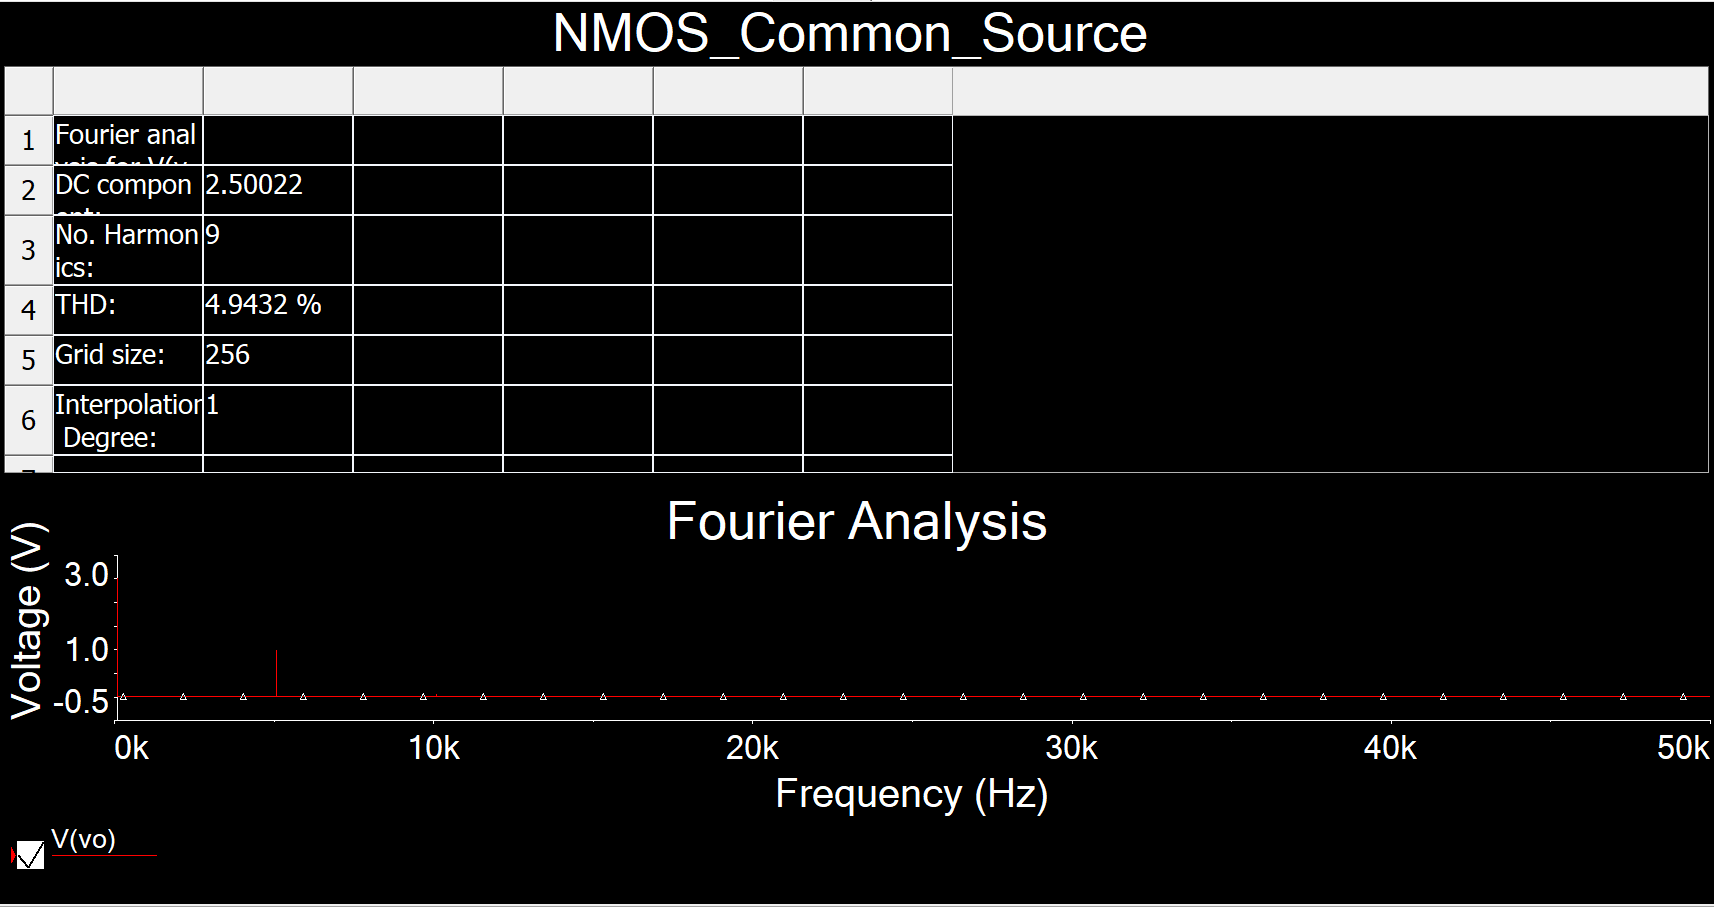 NMOS_Common_Source
1 Fourier anal
2 DC compon 2.50022
3 No. Harmon 9
ics:
4 THD: 4.9432 %
5 Grid size: 256
6 Interpolation 1
Degree:
Fourier Analysis
Voltage (V)
3.0
1.0
-0.5
0k 10k 20k 30k 40k 50k
Frequency (Hz)
V(vo)